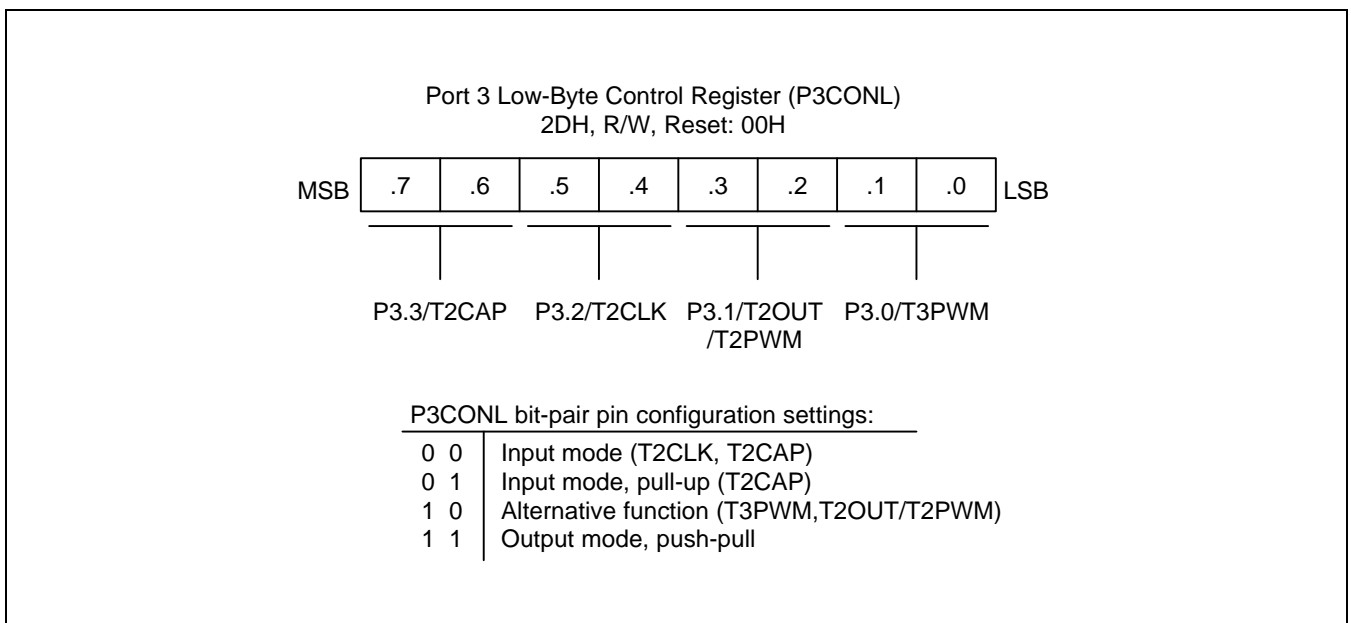 Port 3 Low-Byte Control Register (P3CONL)
2DH, R/W, Reset: 00H
MSB .7 .6 .5 .4 .3 .2 .1 .0 LSB
P3.3/T2CAP P3.2/T2CLK P3.1/T2OUT P3.0/T3PWM
/T2PWM
P3CONL bit-pair pin configuration settings:
0 0 Input mode (T2CLK, T2CAP)
0 1 Input mode, pull-up (T2CAP)
1 0 Alternative function (T3PWM,T2OUT/T2PWM)
1 1 Output mode, push-pull